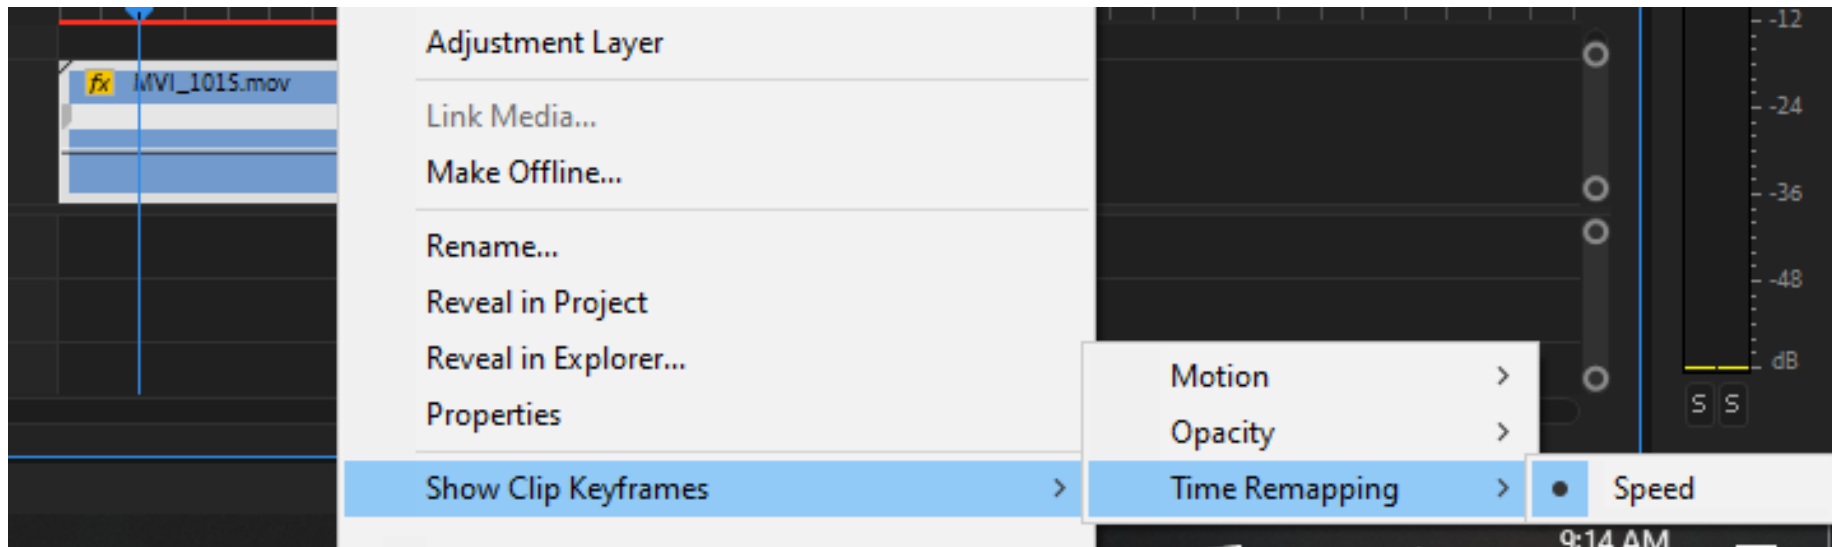 Adjustment Layer
fx MVI_1015.mov
Link Media...
Make Offline...
Rename...
Reveal in Project
Reveal in Explorer...
Properties
Show Clip Keyframes
Motion
Opacity
Time Remapping
Speed
-12
-24
-36
-48
dB
S S
9:14 AM